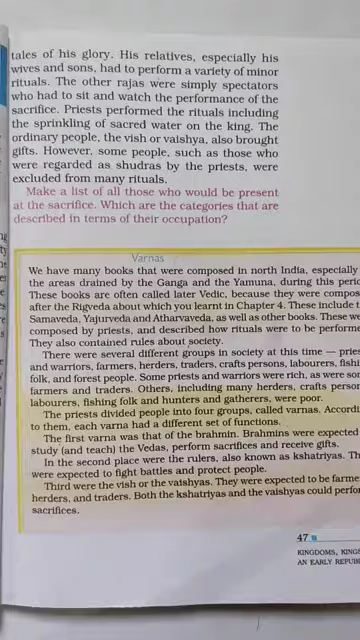 tales of his glory. His relatives, especially his
wives and sons, had to perform a variety of minor
rituals. The other rajas were simply spectators
who had to sit and watch the performance of the
sacrifice. Priests performed the rituals including
the sprinkling of sacred water on the king. The
ordinary people, the vish or vaishya, also brought
gifts. However, some people, such as those who
were regarded as shudras by the priests, were
excluded from many rituals.
Make a list of all those who would be present
at the sacrifice. Which are the categories that are
described in terms of their occupation?
Varnas
We have many books that were composed in north India, especially
the areas drained by the Ganga and the Yamuna, during this perio
These books are often called later Vedic, because they were compos
after the Rigveda about which you learnt in Chapter 4. These include t
Samaveda, Yajurveda and Atharvaveda, as well as other books. These we
composed by priests, and described how rituals were to be performe
They also contained rules about society.
There were several different groups in society at this time — pries
and warriors, farmers, herders, traders, crafts persons, labourers, fishi
folk, and forest people. Some priests and warriors were rich, as were som
farmers and traders. Others, including many herders, crafts person
labourers, fishing folk and hunters and gatherers, were poor.
The priests divided people into four groups, called varnas. Accordi
to them, each varna had a different set of functions.
The first varna was that of the brahmin. Brahmins were expected
study (and teach) the Vedas, perform sacrifices and receive gifts.
In the second place were the rulers, also known as kshatriyas. Th
were expected to fight battles and protect people.
Third were the vish or the vaishyas. They were expected to be farme
herders, and traders. Both the kshatriyas and the vaishyas could perfor
sacrifices.
47
KINGDOMS, KINGS
AN EARLY REPUBL